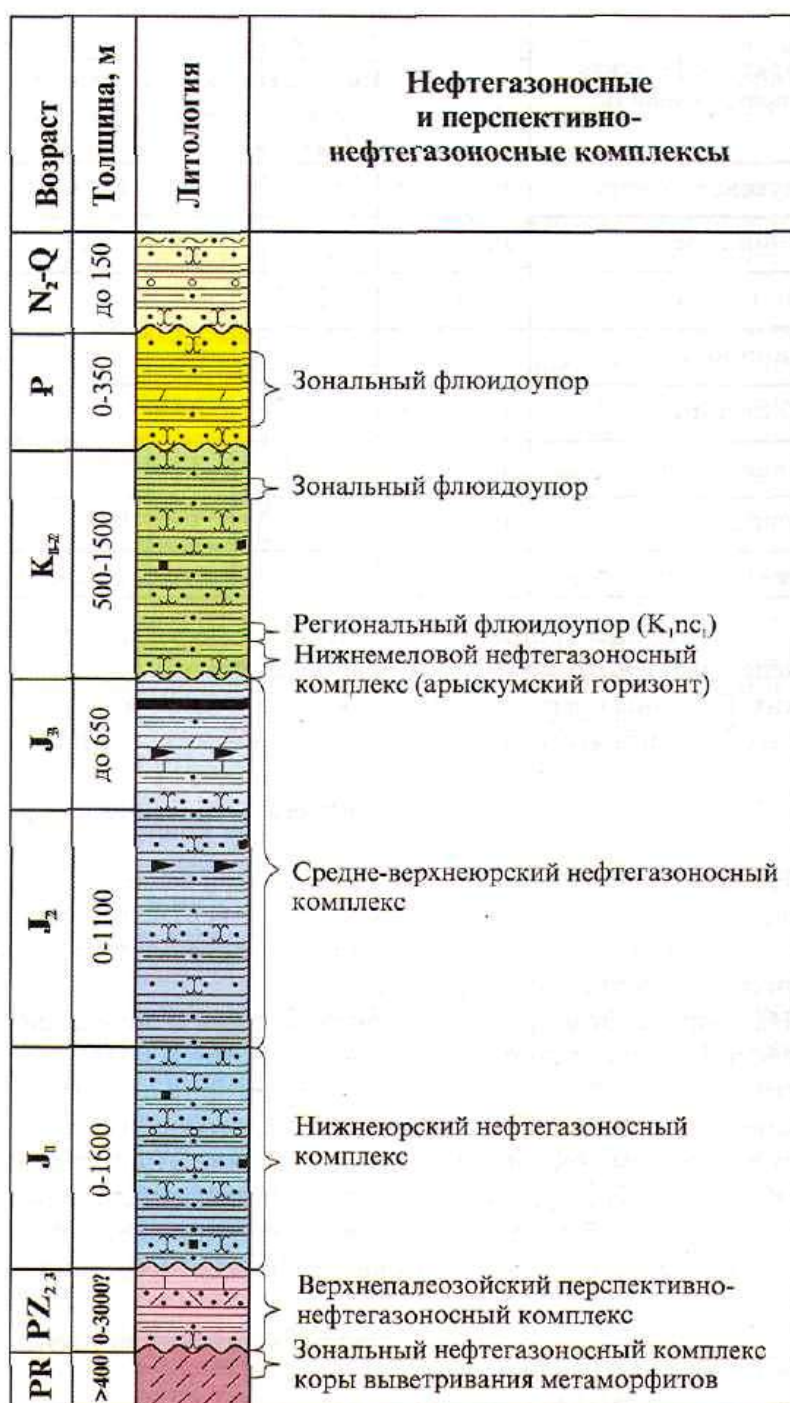 Возраст
Толщина, м
Литология
Нефтегазоносные
и перспективно-
нефтегазоносные комплексы
N₂-Q
до 150
P
0-350
Зональный флюидоупор
K₁₋₂
500-1500
Зональный флюидоупор
Региональный флюидоупор (K₁nc₁)
Нижнемеловой нефтегазоносный
комплекс (арыскумский горизонт)
J₃
до 650
J₂
0-1100
Средне-верхнеюрский нефтегазоносный
комплекс
J₁
0-1600
Нижнеюрский нефтегазоносный
комплекс
PZ₂₋₃
0-3000?
Верхнепалеозойский перспективно-
нефтегазоносный комплекс
PR
>400
Зональный нефтегазоносный комплекс
коры выветривания метаморфитов